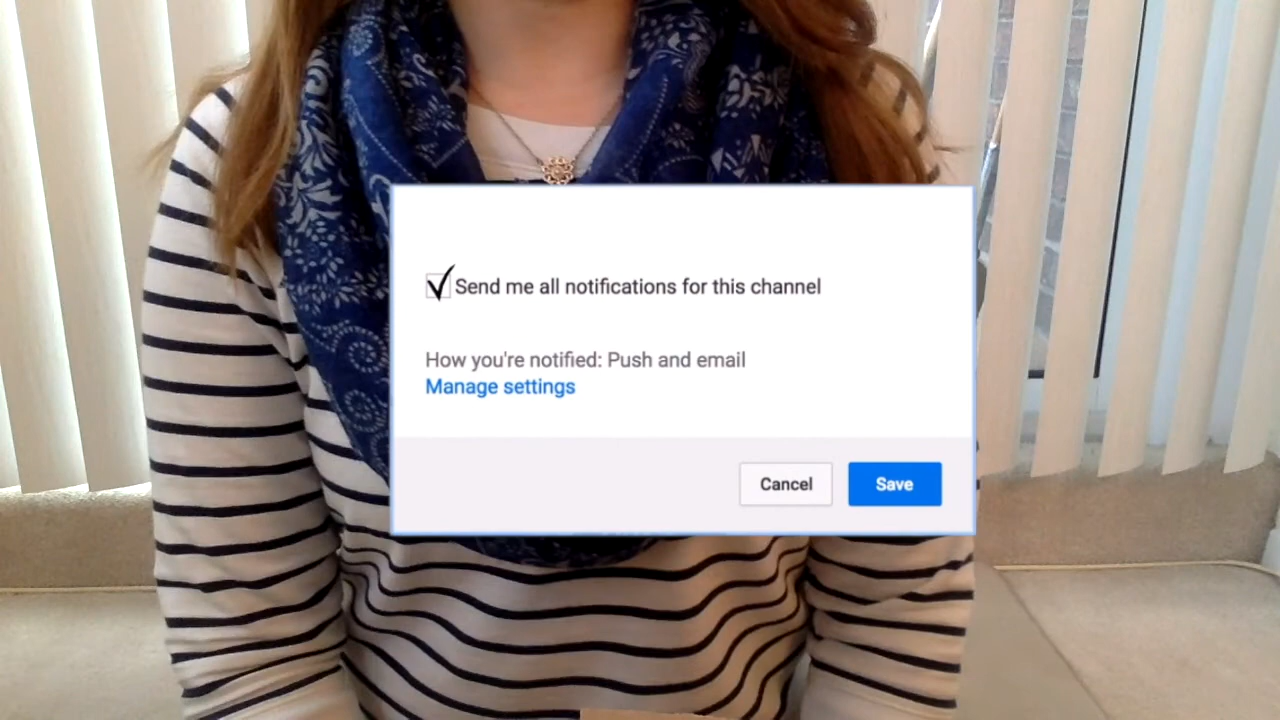 Send me all notifications for this channel
How you're notified: Push and email
Manage settings
Cancel
Save